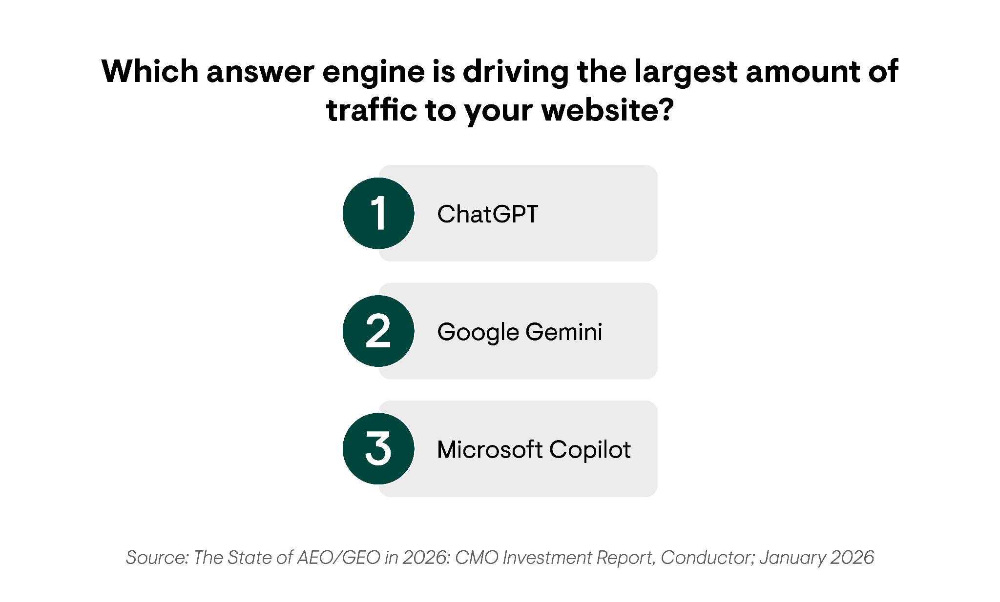 Which answer engine is driving the largest amount of
traffic to your website?
1 ChatGPT
2 Google Gemini
3 Microsoft Copilot
Source: The State of AEO/GEO in 2026: CMO Investment Report, Conductor; January 2026